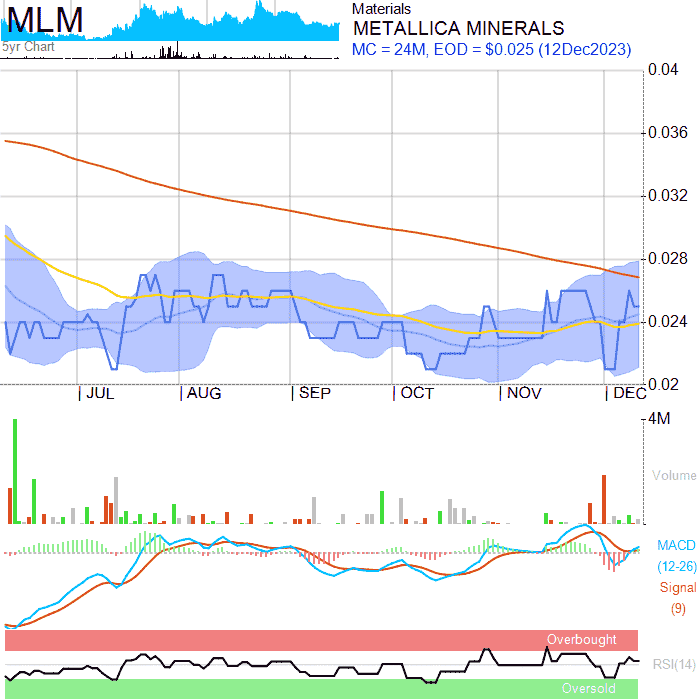 MLM
5yr Chart
Materials
METALLICA MINERALS
MC = 24M, EOD = $0.025 (12Dec2023)
0.04
0.036
0.032
0.028
0.024
0.02
JUL AUG SEP OCT NOV DEC
4M
Volume
MACD
(12-26)
Signal
(9)
Overbought
RSI(14)
Oversold